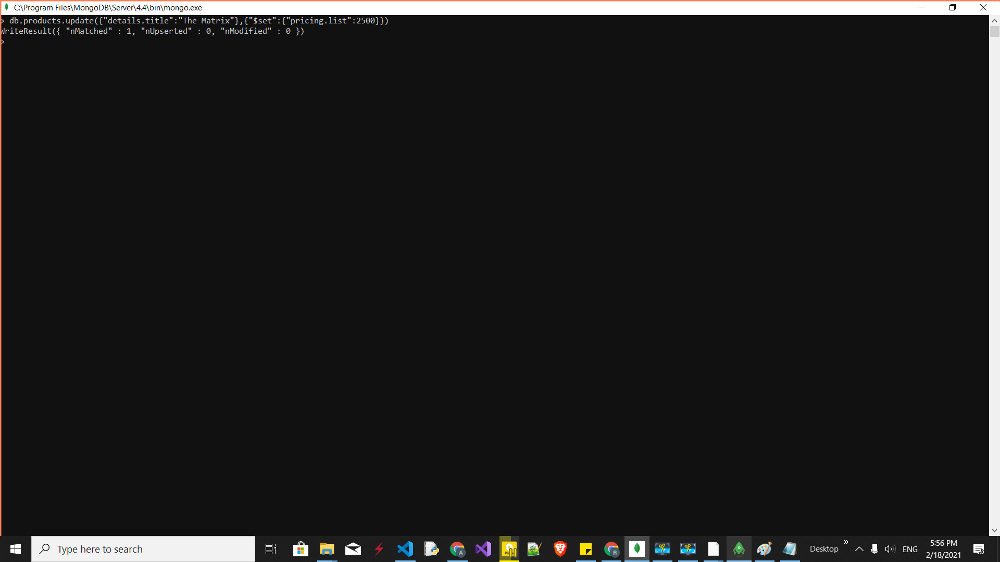 C:\Program Files\MongoDB\Server\4.4\bin\mongo.exe
> db.products.update({"details.title":"The Matrix"},{"$set":{"pricing.list":2500}})
WriteResult({ "nMatched" : 1, "nUpserted" : 0, "nModified" : 0 })
>
Type here to search
Desktop
ENG
5:56 PM
2/18/2021